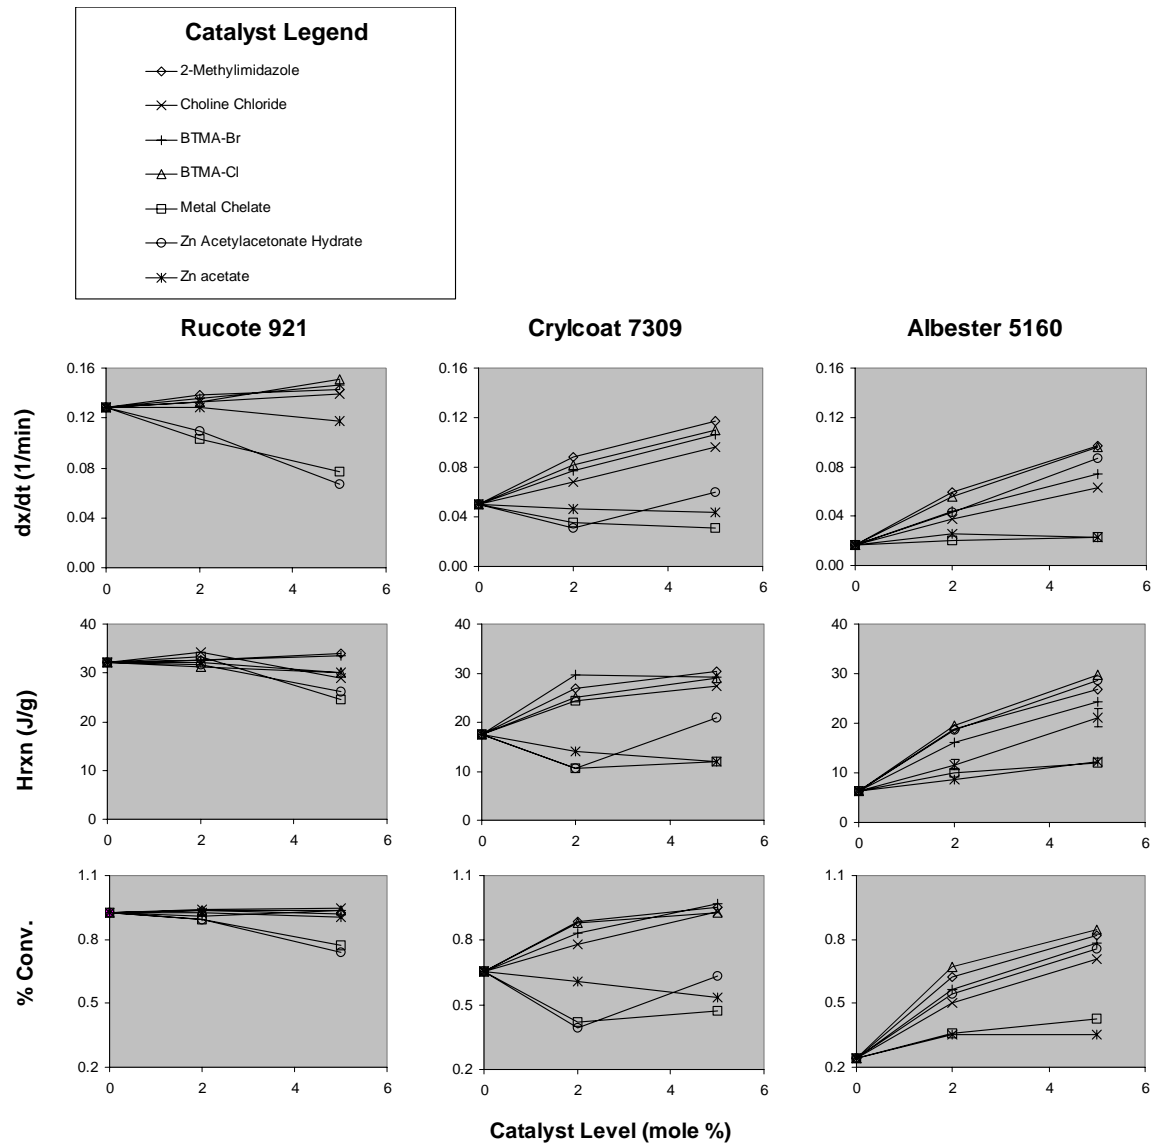 Catalyst Legend
2-Methylimidazole
Choline Chloride
BTMA-Br
BTMA-Cl
Metal Chelate
Zn Acetylacetonate Hydrate
Zn acetate
Rucote 921
Crylcoat 7309
Albester 5160
dx/dt (1/min)
0.16
0.12
0.08
0.04
0.00
0 2 4 6
0.16
0.12
0.08
0.04
0.00
0 2 4 6
0.16
0.12
0.08
0.04
0.00
0 2 4 6
Hrxn (J/g)
40
30
20
10
0
0 2 4 6
40
30
20
10
0
0 2 4 6
40
30
20
10
0
0 2 4 6
% Conv.
1.1
0.8
0.5
0.2
0 2 4 6
1.1
0.8
0.5
0.2
0 2 4 6
1.1
0.8
0.5
0.2
0 2 4 6
Catalyst Level (mole %)